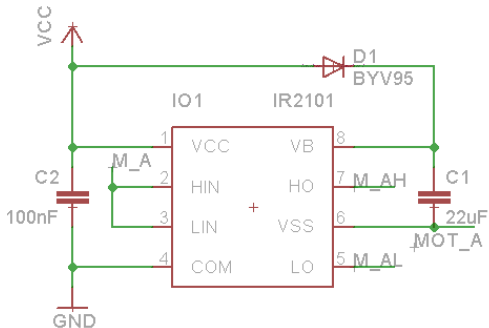 VCC
D1
BYV95
IO1 IR2101
1 VCC VB 8
M_A
2 HIN HO 7 M_AH
C2
100nF
C1
22uF
3 LIN VSS 6
MOT_A
4 COM LO 5 M_AL
GND